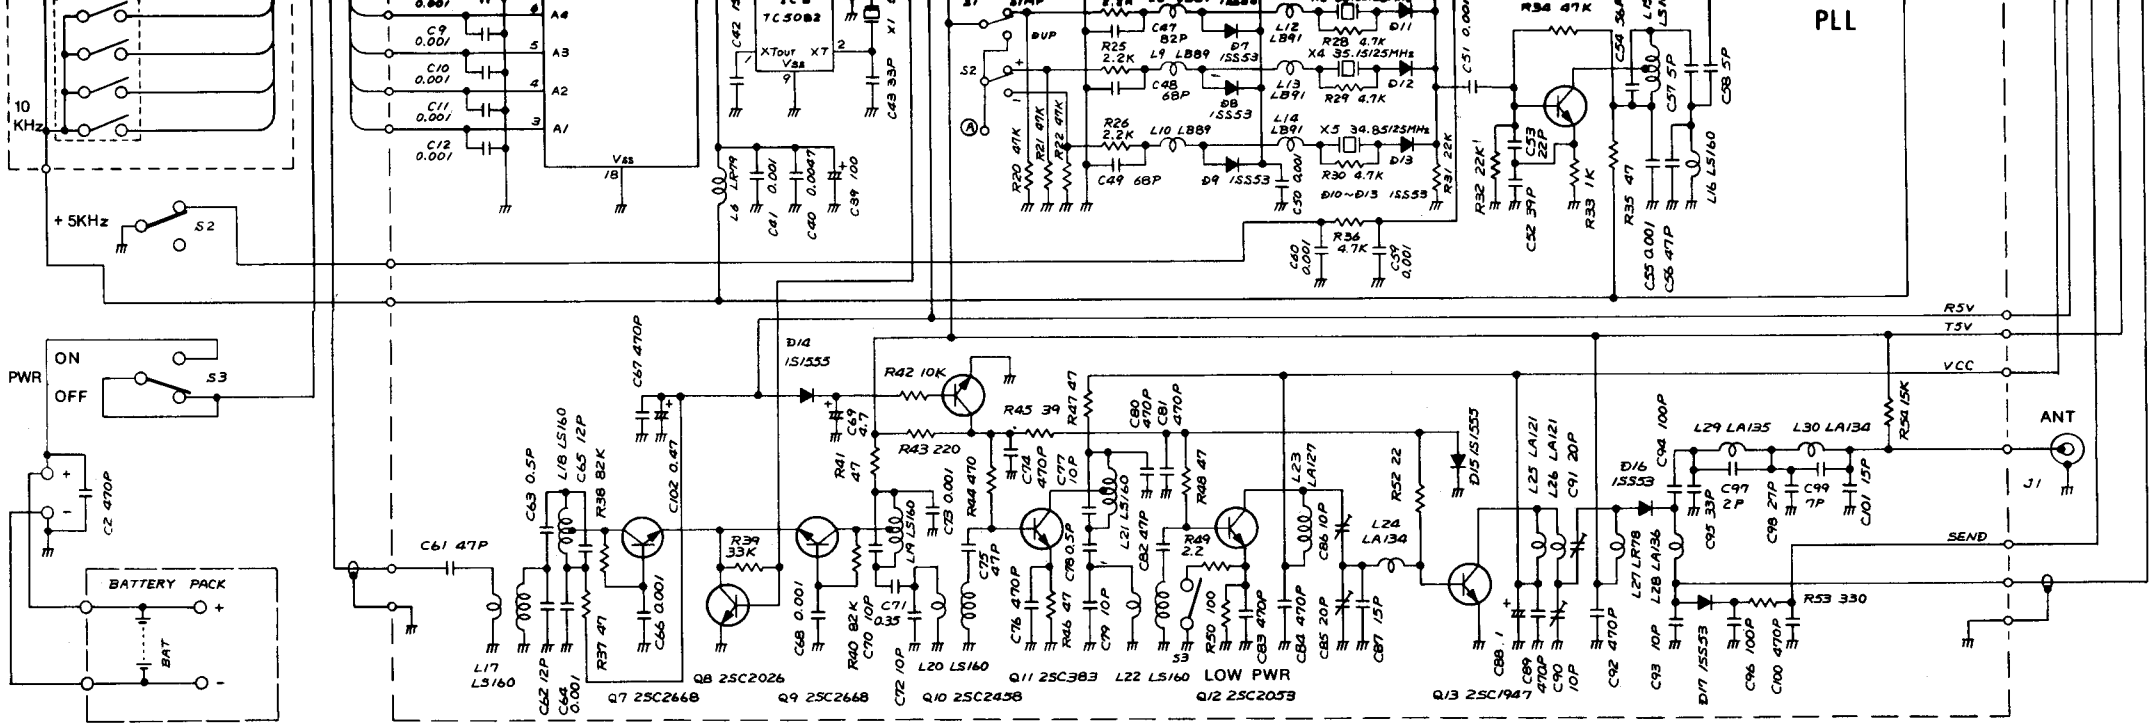 0.001
C9
0.001
C10
0.001
C11
0.001
C12
0.001
6 A4
5 A3
4 A2
3 A1
Vss
18
10
KHz
TC5082
XTout XT
Vss
9
2
C42
C43 33P
X1
L6 LR79
C41 0.001
C40 0.0047
C39 100
+
S1
SIMP
DUP
S2
+
-
A
R20 47K
R21 47K
R22 47K
C47
82P
R25
2.2K
L9 LB89
C48
68P
R26
2.2K
L10 LB89
C49 68P
D7
1SS53
D8
1SS53
D9 1SS53
L12
LB91
L13
LB91
L14
LB91
D11
R28 4.7K
X4 35.15125MHz
D12
R29 4.7K
X5 34.85125MHz
D13
R30 4.7K
D10~D13 1SS53
C50 0.001
R31 22K
C51 0.001
R34 47K
C54 56P
C57 5P
C58 5P
PLL
R32 22K
C53
22P
C52 39P
R33 1K
R35 47
C55 0.001
C56 47P
L16 LS160
+5KHz
S2
C60
0.001
R36
4.7K
C59
0.001
R5V
T5V
VCC
PWR
ON
OFF
S3
+
-
C2 470P
BATTERY PACK
+
BAT
-
C67 470P
+
D14
1S1555
+
C69
4.7
R42 10K
R41
47
R43 220
R45 39
R47 47
C80
470P
C81
470P
C102 0.47
C63 0.5P
L18 LS160
C65 12P
R38 82K
C61 47P
L17
LS160
C62 12P
C64
0.001
R37 47
C66 0.001
Q7 2SC2668
R39
33K
Q8 2SC2026
C68 0.001
R40 82K
Q9 2SC2668
C70 10P
C71
0.35
C72 10P
L19 LS160
C73 0.001
L20 LS160
R44 470
C74
470P
C75
47P
Q10 2SC2458
C76 470P
R46 47
Q11 2SC383
C77
10P
C78 0.5P
C79 10P
L21 LS160
C82 47P
L22 LS160
R48 47
R49
2.2
S3
LOW PWR
R50 100
C83 470P
Q12 2SC2053
L23
LA127
C84 470P
C85 20P
C86 10P
C87 15P
L24
LA134
R52 22
D15 1S1555
Q13 2SC1947
+
C88 .1
C89
470P
L25 LA121
L26 LA121
C90
10P
C91 20P
C92 470P
L27 LR78
D16
1SS53
L28 LA136
C93 10P
D17 1SS53
C96 100P
C100 470P
R53 330
C94 100P
C95 33P
L29 LA135
C97
2P
C98 27P
L30 LA134
C99
7P
C101 15P
R54 15K
ANT
J1
SEND